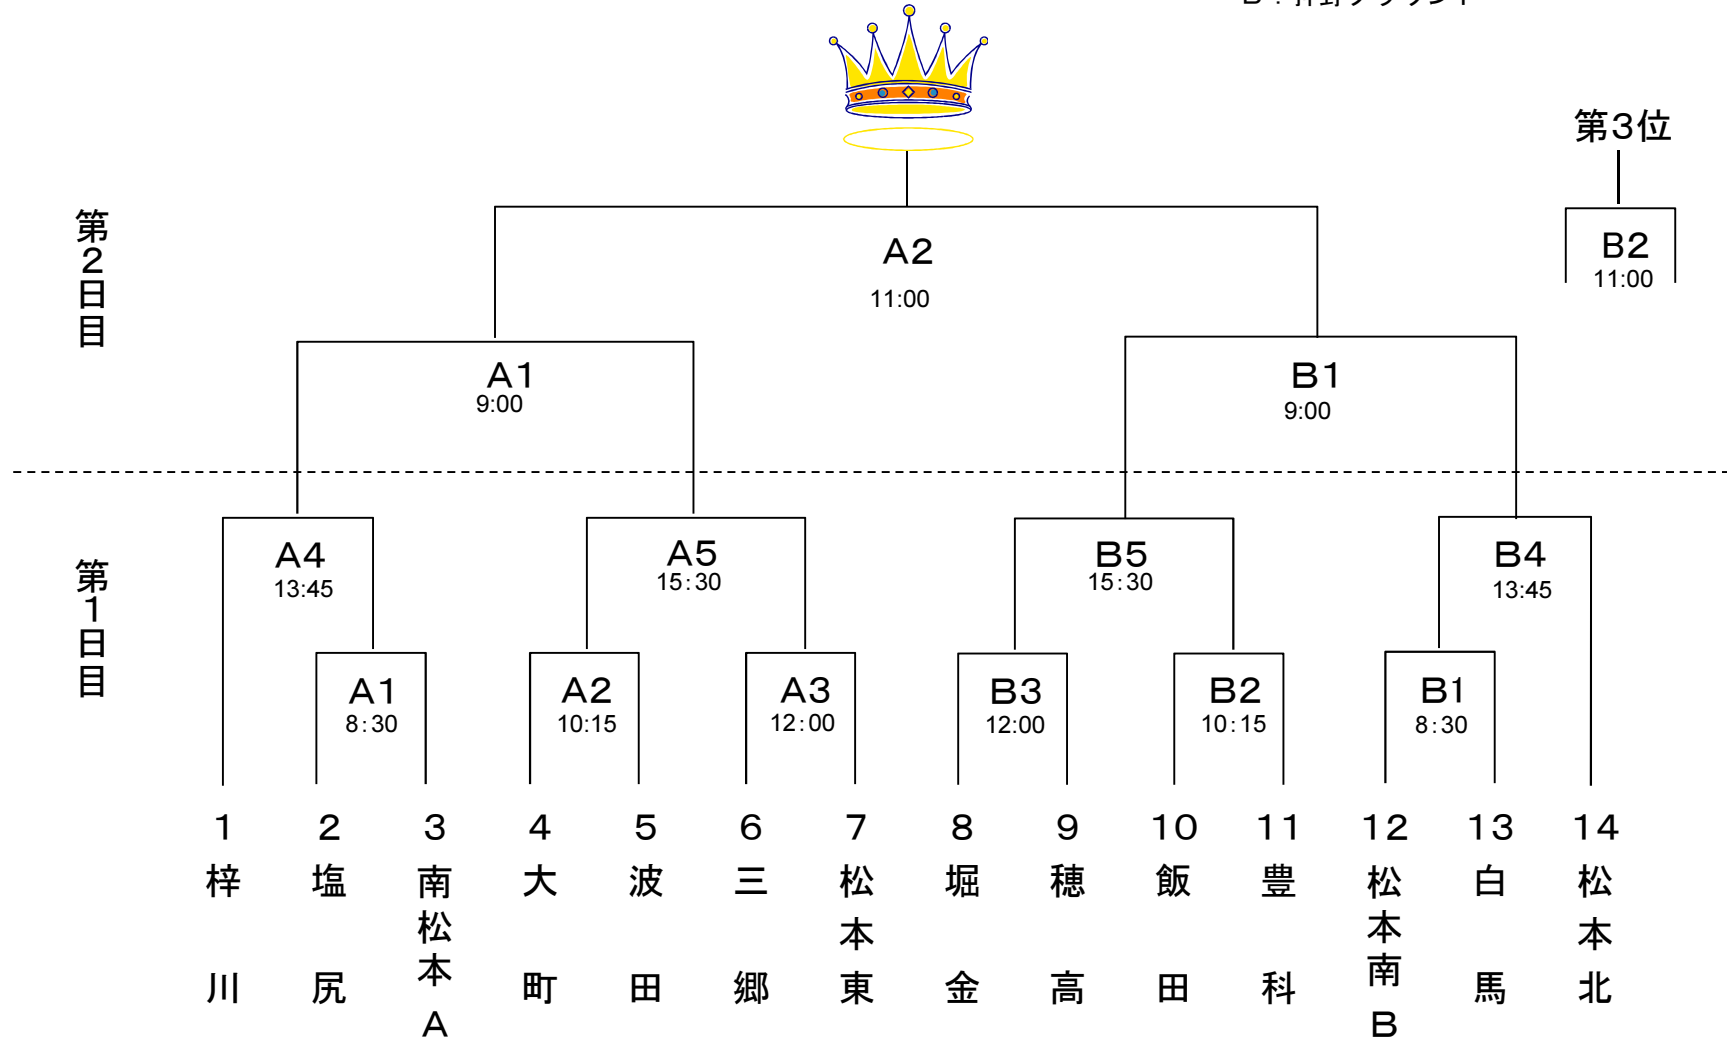 第3位
第2日目
A2
11:00
B2
11:00
A1
9:00
B1
9:00
第1日目
A4
13:45
A5
15:30
B5
15:30
B4
13:45
A1
8:30
A2
10:15
A3
12:00
B3
12:00
B2
10:15
B1
8:30
1 梓川
2 塩尻
3 南松本A
4 大町
5 波田
6 三郷
7 松本東
8 堀金
9 穂高
10 飯田
11 豊科
12 松本南B
13 白馬
14 松本北